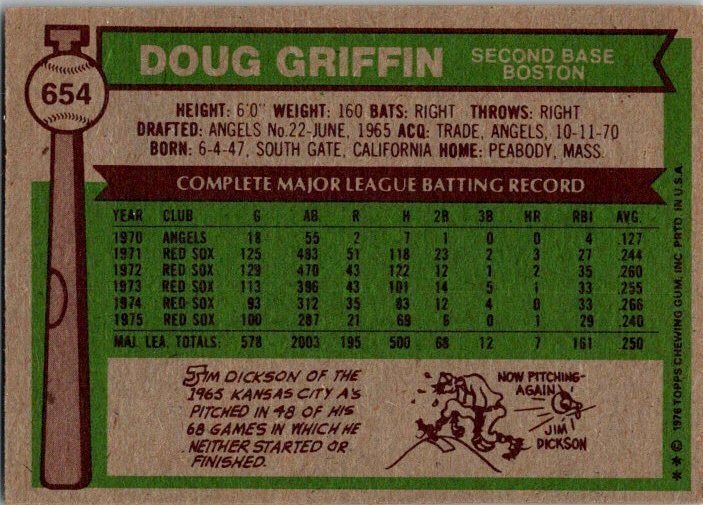 T
654
DOUG GRIFFIN
SECOND BASE
BOSTON
HEIGHT: 6'0" WEIGHT: 160 BATS: RIGHT THROWS: RIGHT
DRAFTED: ANGELS No.22-JUNE, 1965 ACQ: TRADE, ANGELS, 10-11-70
BORN: 6-4-47, SOUTH GATE, CALIFORNIA HOME: PEABODY, MASS.
COMPLETE MAJOR LEAGUE BATTING RECORD
YEAR CLUB G AB R H 2B 3B HR RBI AVG.
1970 ANGELS 18 55 2 7 1 0 0 4 .127
1971 RED SOX 125 483 51 118 23 2 3 27 .244
1972 RED SOX 129 470 43 122 12 1 2 35 .260
1973 RED SOX 113 396 43 101 14 5 1 33 .255
1974 RED SOX 93 312 35 83 12 4 0 33 .266
1975 RED SOX 100 287 21 69 6 0 1 29 .240
MAJ. LEA. TOTALS: 578 2003 195 500 68 12 7 161 .250
JIM DICKSON OF THE
1965 KANSAS CITY A'S
PITCHED IN 48 OF HIS
68 GAMES IN WHICH HE
NEITHER STARTED OR
FINISHED.
NOW PITCHING-
AGAIN
JIM
DICKSON
** © 1976 TOPPS CHEWING GUM, INC. PRTD. IN U.S.A.